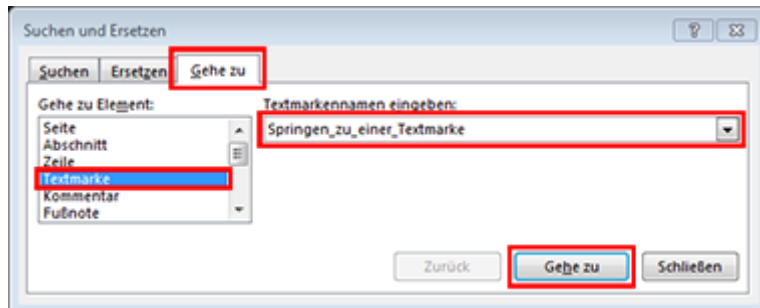 Suchen und Ersetzen
Suchen Ersetzen Gehe zu
Gehe zu Element:
Seite
Abschnitt
Zeile
Textmarke
Kommentar
Fußnote
Textmarkennamen eingeben:
Springen_zu_einer_Textmarke
Zurück Gehe zu Schließen